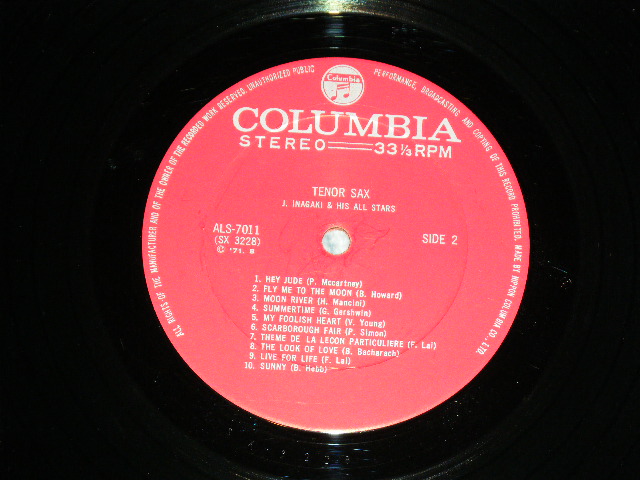 ALL RIGHTS OF THE MANUFACTURER AND OF THE OWNER OF THE RECORDED WORK RESERVED. UNAUTHORIZED PUBLIC PERFORMANCE, BROADCASTING AND COPYING OF THIS RECORD PROHIBITED. MADE BY NIPPON COLUMBIA CO., LTD.
Columbia
COLUMBIA
STEREO 33⅓ RPM
TENOR SAX
J. INAGAKI & HIS ALL STARS
ALS-7011
(SX 3228)
© '71. 8
SIDE 2
1. HEY JUDE (P. Mccartney)
2. FLY ME TO THE MOON (B. Howard)
3. MOON RIVER (H. Mancini)
4. SUMMERTIME (G. Gershwin)
5. MY FOOLISH HEART (V. Young)
6. SCARBOROUGH FAIR (P. Simon)
7. THEME DE LA LECON PARTICULIERE (F. Lai)
8. THE LOOK OF LOVE (B. Bacharach)
9. LIVE FOR LIFE (F. Lai)
10. SUNNY (B. Hebb)